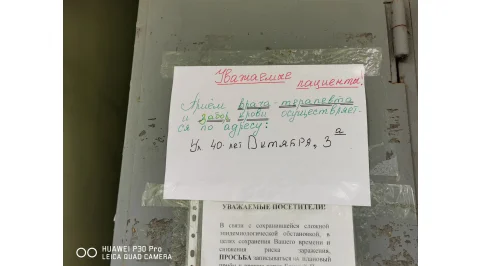 Уважаемые пациенты,
Приём врача-терапевта
и забор крови осуществляет-
ся по адресу:
Ул 40 лет Октября, 3 а
УВАЖАЕМЫЕ ПОСЕТИТЕЛИ!
В связи с сохранившейся сложной
эпидемиологической обстановкой, в
целях сохранения Вашего времени и
снижения риска заражения,
ПРОСЬБА записываться на плановый
HUAWEI P30 Pro
LEICA QUAD CAMERA